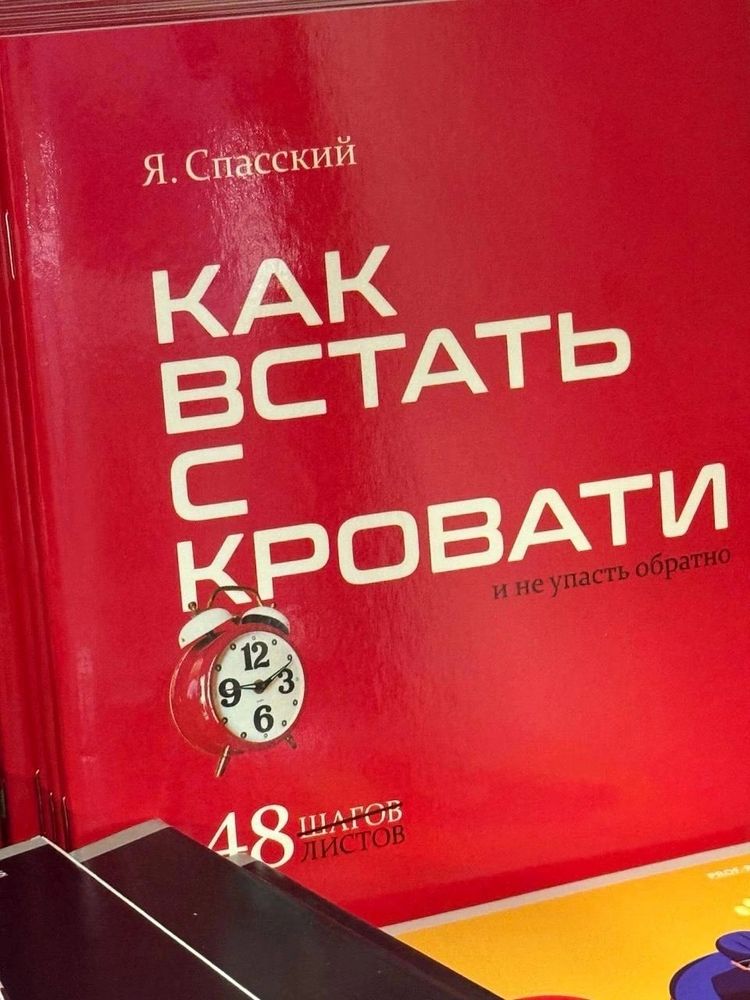 Я. Спасский
КАК
ВСТАТЬ
С
КРОВАТИ
и не упасть обратно
12
9 3
6
48 ШАГОВ
ЛИСТОВ